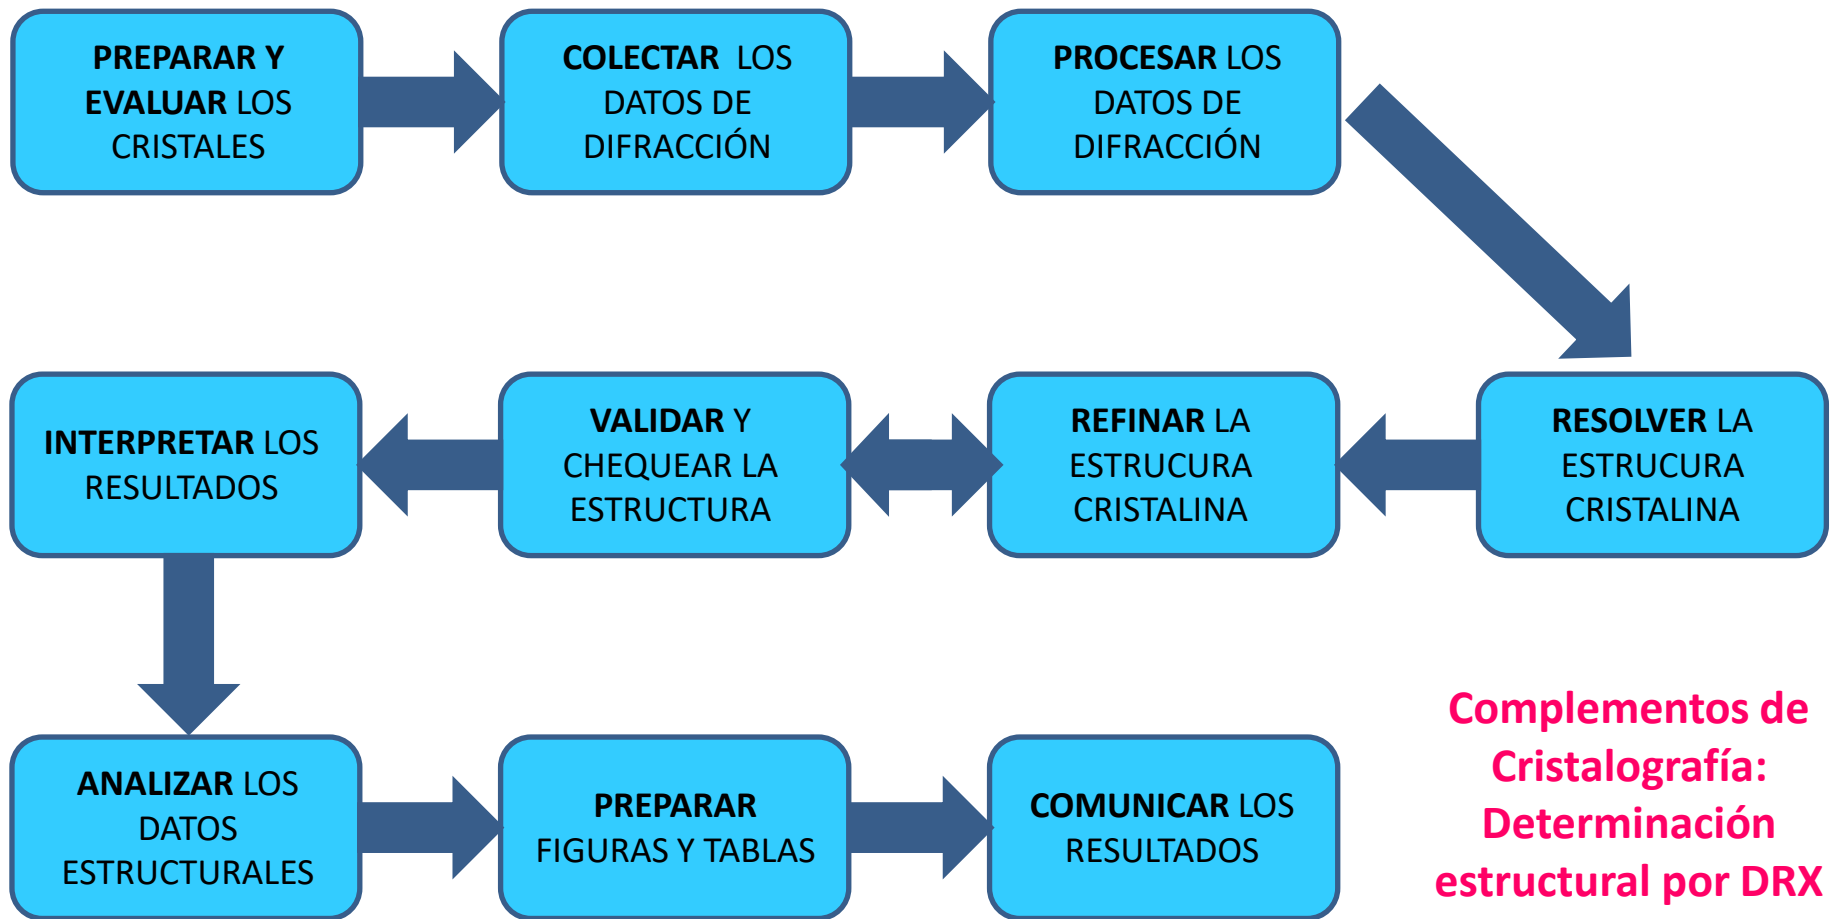 PREPARAR Y
EVALUAR LOS
CRISTALES
COLECTAR LOS
DATOS DE
DIFRACCIÓN
PROCESAR LOS
DATOS DE
DIFRACCIÓN
INTERPRETAR LOS
RESULTADOS
VALIDAR Y
CHEQUEAR LA
ESTRUCTURA
REFINAR LA
ESTRUCURA
CRISTALINA
RESOLVER LA
ESTRUCURA
CRISTALINA
ANALIZAR LOS
DATOS
ESTRUCTURALES
PREPARAR
FIGURAS Y TABLAS
COMUNICAR LOS
RESULTADOS
Complementos de
Cristalografía:
Determinación
estructural por DRX